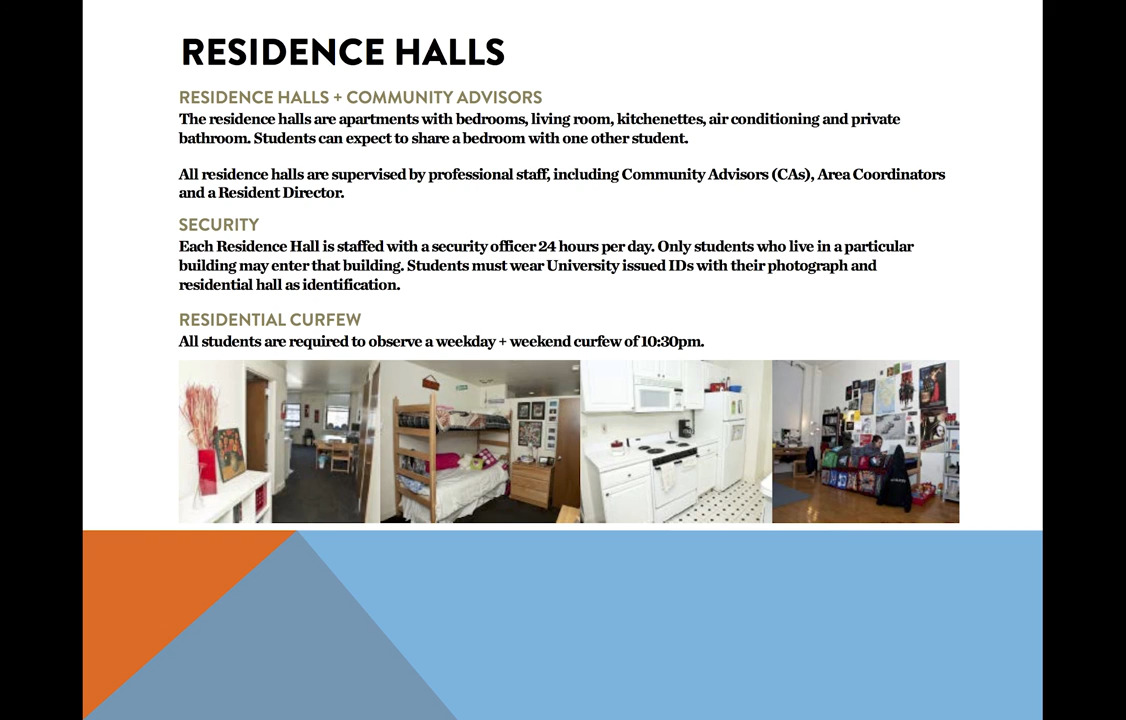 RESIDENCE HALLS
RESIDENCE HALLS + COMMUNITY ADVISORS
The residence halls are apartments with bedrooms, living room, kitchenettes, air conditioning and private
bathroom. Students can expect to share a bedroom with one other student.
All residence halls are supervised by professional staff, including Community Advisors (CAs), Area Coordinators
and a Resident Director.
SECURITY
Each Residence Hall is staffed with a security officer 24 hours per day. Only students who live in a particular
building may enter that building. Students must wear University issued IDs with their photograph and
residential hall as identification.
RESIDENTIAL CURFEW
All students are required to observe a weekday + weekend curfew of 10:30pm.